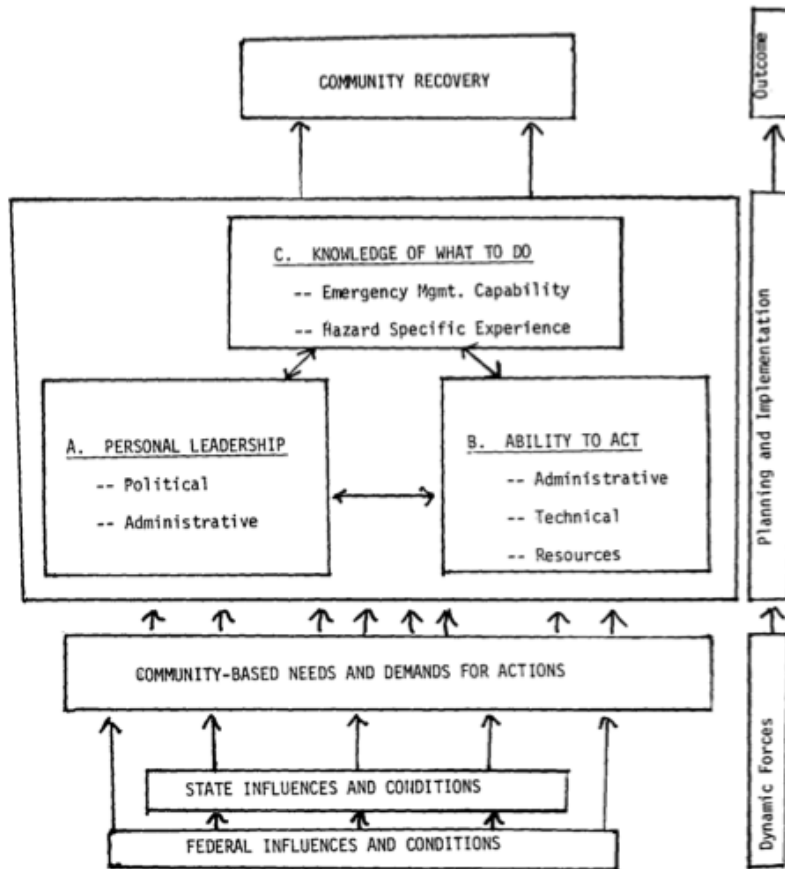 COMMUNITY RECOVERY
Outcome
C. KNOWLEDGE OF WHAT TO DO
-- Emergency Mgmt. Capability
-- Hazard Specific Experience
A. PERSONAL LEADERSHIP
-- Political
-- Administrative
B. ABILITY TO ACT
-- Administrative
-- Technical
-- Resources
Planning and Implementation
COMMUNITY-BASED NEEDS AND DEMANDS FOR ACTIONS
STATE INFLUENCES AND CONDITIONS
FEDERAL INFLUENCES AND CONDITIONS
Dynamic Forces